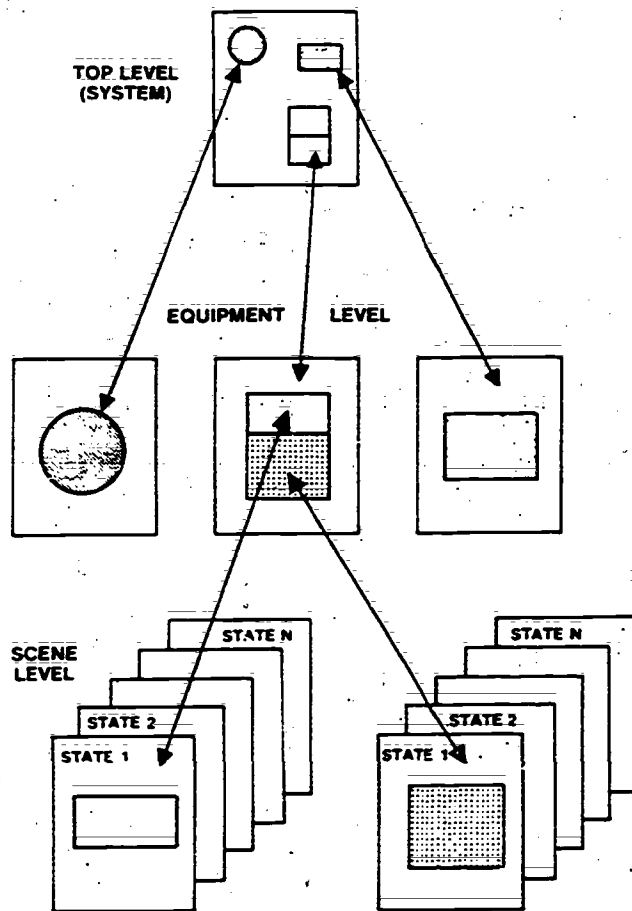 TOP LEVEL
(SYSTEM)
EQUIPMENT LEVEL
SCENE
LEVEL
STATE N
STATE 2
STATE 1
STATE N
STATE 2
STATE 1